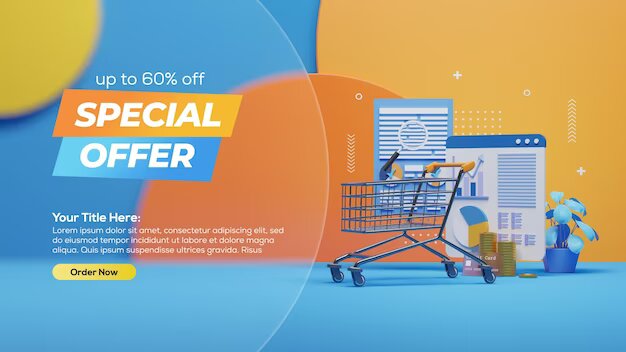 up to 60% off
SPECIAL
OFFER
Your Title Here:
Lorem ipsum dolor sit amet, consectetur adipiscing
elit, sed do eiusmod tempor incididunt ut labore et
dolore magna
aliqua. Quis ipsum suspendisse ultrices gravida. Risus
Order Now
Card